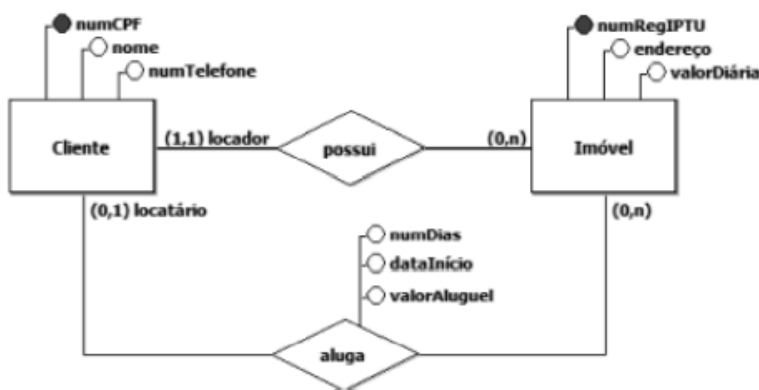 numCPF
nome
numTelefone
numRegIPTU
endereço
valorDiária
Cliente
(1,1) locador
possui
(0,n)
Imóvel
(0,1) locatário
(0,n)
numDias
dataInício
valorAluguel
aluga